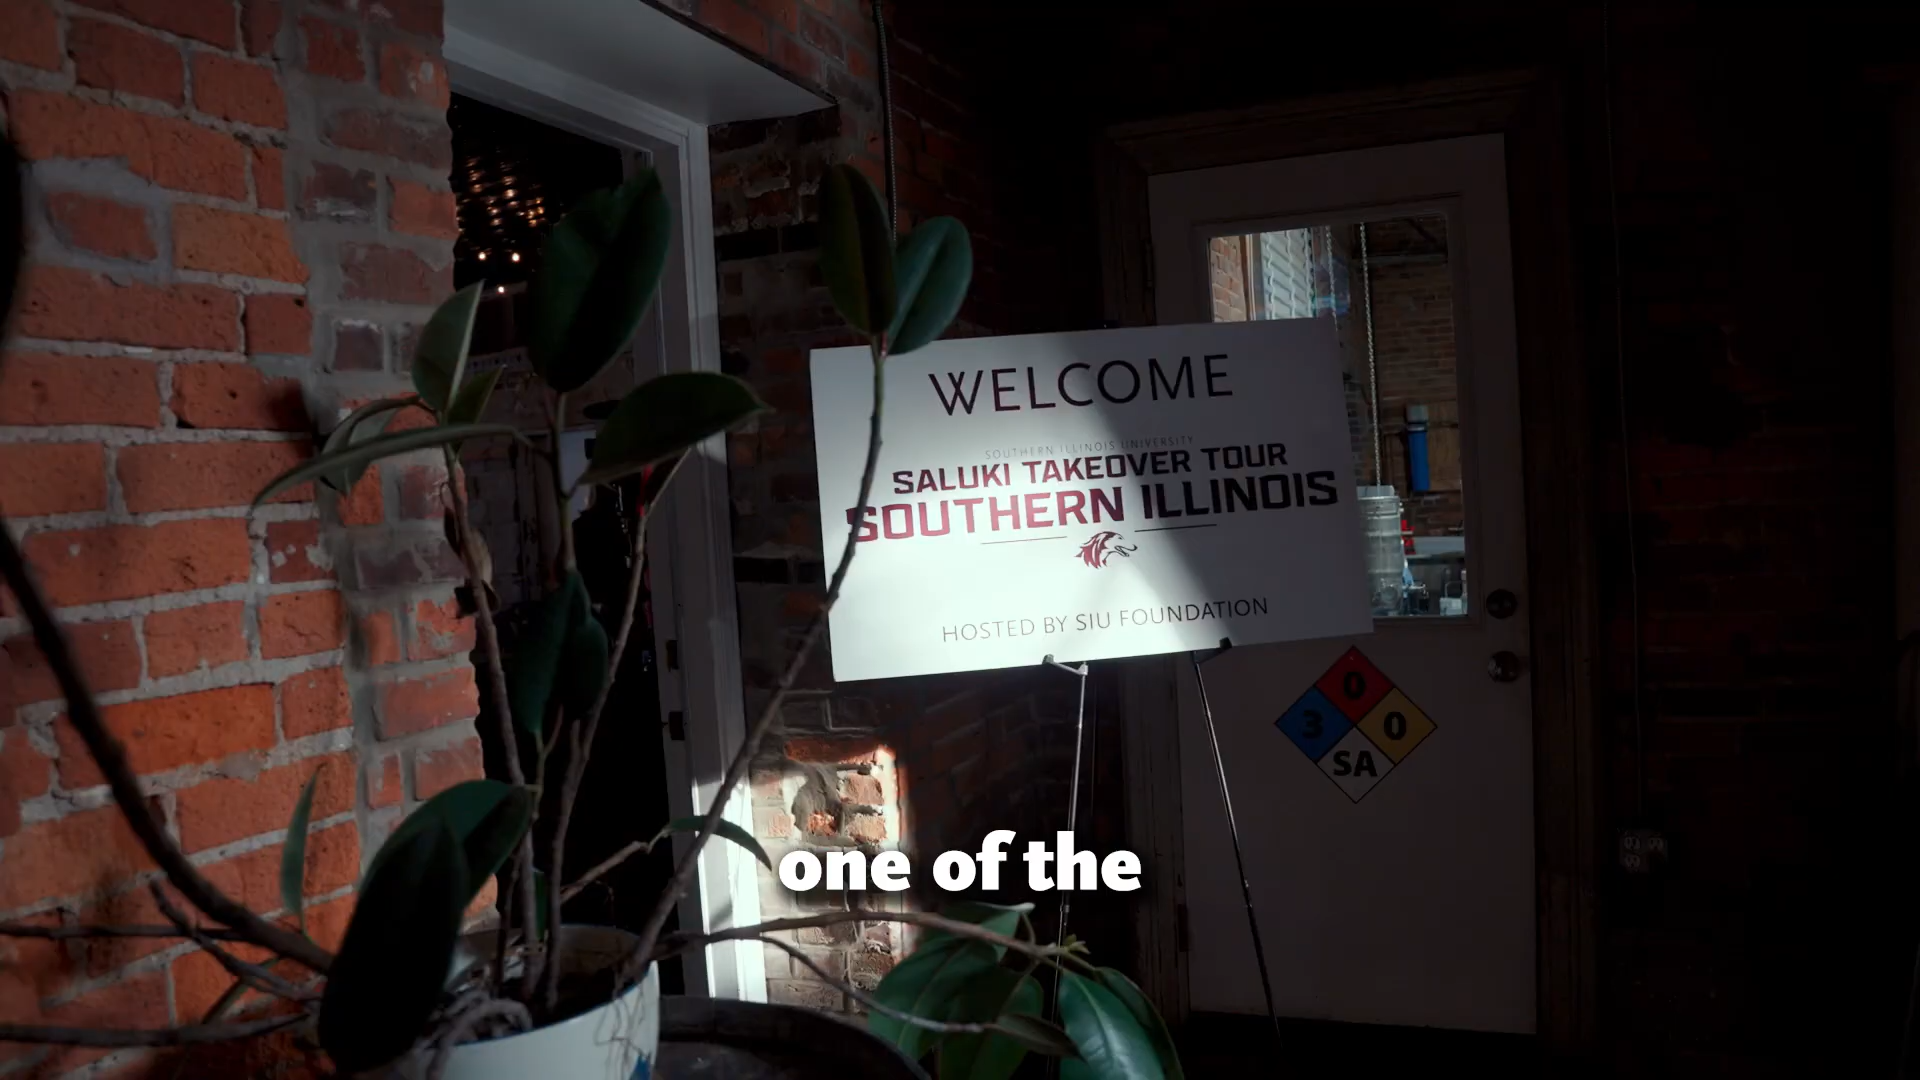 WELCOME
SOUTHERN ILLINOIS UNIVERSITY
SALUKI TAKEOVER TOUR
SOUTHERN ILLINOIS
HOSTED BY SIU FOUNDATION
0
3 0
SA
one of the